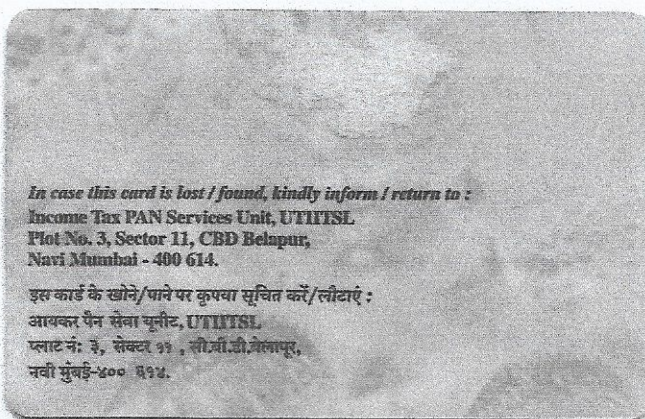 In case this card is lost / found, kindly inform / return to :
Income Tax PAN Services Unit, UTIITSL
Plot No. 3, Sector 11, CBD Belapur,
Navi Mumbai - 400 614.
इस कार्ड के खोने/पाने पर कृपया सूचित करें/लौटाएं :
आयकर पैन सेवा यूनीट, UTIITSL
प्लाट नं: ३, सेक्टर ११ , सी.बी.डी.बेलापूर,
नवी मुंबई-४०० ६१४.